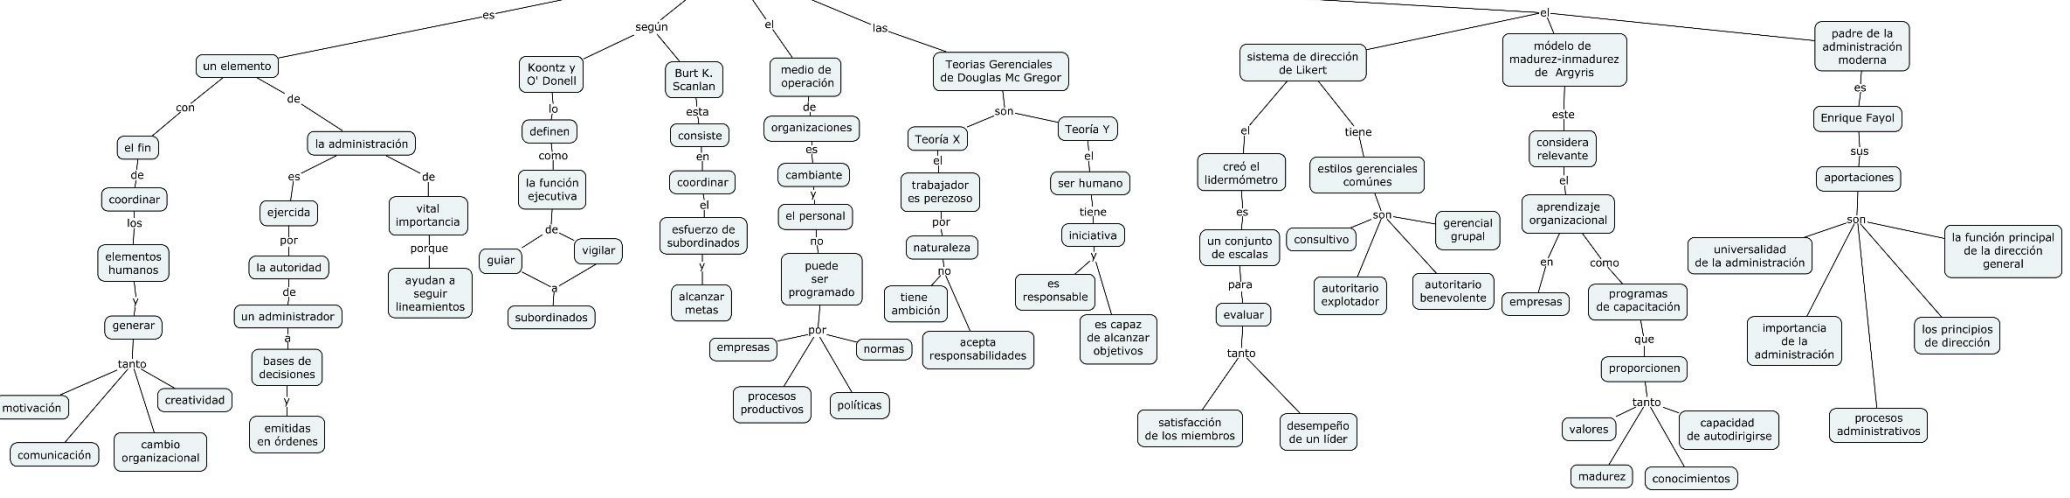 es
un elemento
con
el fin
de
coordinar
los
elementos
humanos
y
generar
tanto
motivación
comunicación
cambio
organizacional
creatividad
de
la administración
es
ejercida
por
la autoridad
de
un administrador
a
bases de
decisiones
y
emitidas
en órdenes
de
vital
importancia
porque
ayudan a
seguir
lineamientos
según
Koontz y
O' Donell
lo
definen
como
la función
ejecutiva
de
guiar
vigilar
a
subordinados
Burt K.
Scanlan
esta
consiste
en
coordinar
el
esfuerzo de
subordinados
y
alcanzar
metas
el
medio de
operación
de
organizaciones
es
cambiante
y
el personal
no
puede
ser
programado
por
empresas
procesos
productivos
políticas
normas
las
Teorias Gerenciales
de Douglas Mc Gregor
son
Teoría X
el
trabajador
es perezoso
por
naturaleza
no
tiene
ambición
acepta
responsabilidades
Teoría Y
el
ser humano
tiene
iniciativa
y
es
responsable
es capaz
de alcanzar
objetivos
el
sistema de dirección
de Likert
el
creó el
lidermómetro
es
un conjunto
de escalas
para
evaluar
tanto
satisfacción
de los miembros
desempeño
de un líder
tiene
estilos gerenciales
comúnes
son
consultivo
autoritario
explotador
autoritario
benevolente
gerencial
grupal
módelo de
madurez-inmadurez
de Argyris
este
considera
relevante
el
aprendizaje
organizacional
en
empresas
como
programas
de capacitación
que
proporcionen
tanto
valores
madurez
conocimientos
capacidad
de autodirigirse
padre de la
administración
moderna
es
Enrique Fayol
sus
aportaciones
son
universalidad
de la administración
importancia
de la
administración
procesos
administrativos
los principios
de dirección
la función principal
de la dirección
general